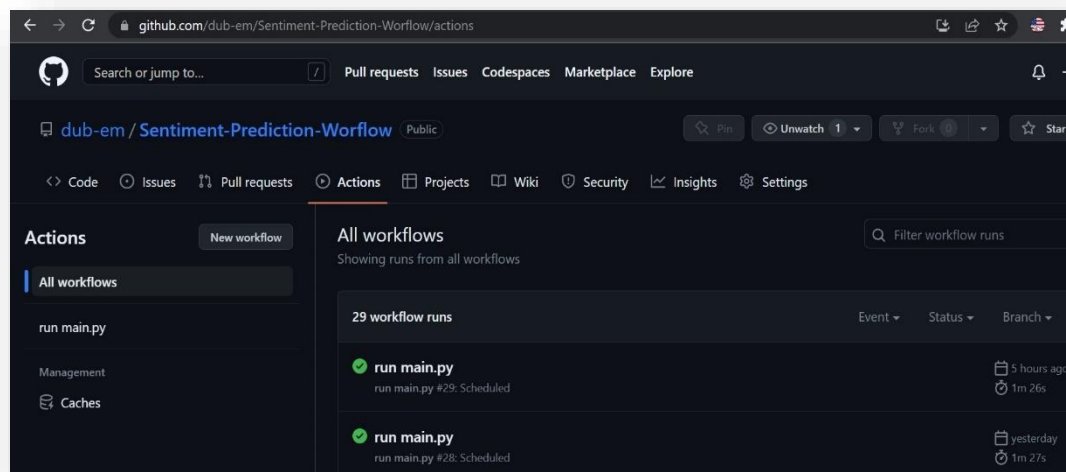 github.com/dub-em/Sentiment-Prediction-Worflow/actions
Search or jump to... / Pull requests Issues Codespaces Marketplace Explore
dub-em / Sentiment-Prediction-Worflow Public Pin Unwatch 1 Fork 0 Star
<> Code Issues Pull requests Actions Projects Wiki Security Insights Settings
Actions New workflow
All workflows
run main.py
Management
Caches
All workflows
Showing runs from all workflows
Filter workflow runs
29 workflow runs Event Status Branch
run main.py 5 hours ago
run main.py #29: Scheduled 1m 26s
run main.py yesterday
run main.py #28: Scheduled 1m 27s